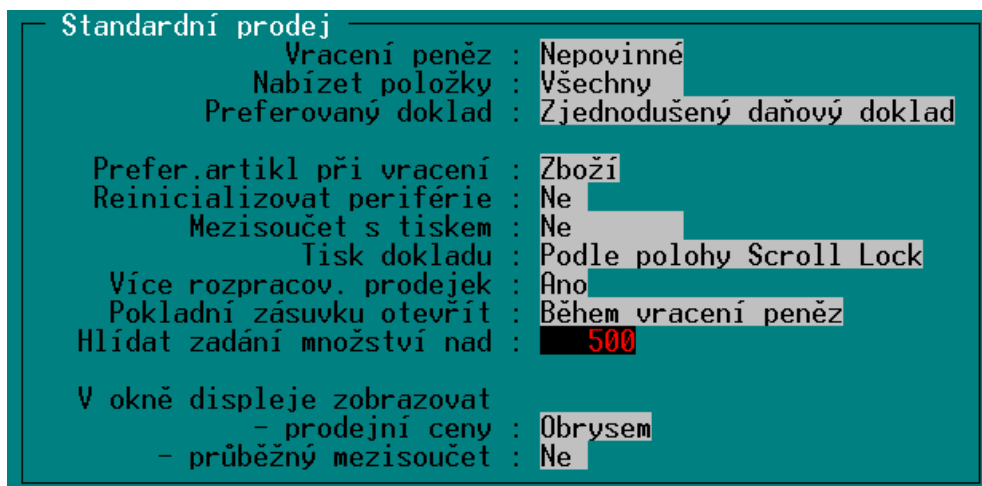 Standardní prodej
Vracení peněz : Nepovinné
Nabízet položky : Všechny
Preferovaný doklad : Zjednodušený daňový doklad
Prefer.artikl při vracení : Zboží
Reinicializovat periférie : Ne
Mezisoučet s tiskem : Ne
Tisk dokladu : Podle polohy Scroll Lock
Více rozpracov. prodejek : Ano
Pokladní zásuvku otevřít : Během vracení peněz
Hlídat zadání množství nad : 500
V okně displeje zobrazovat
- prodejní ceny : Obrysem
- průběžný mezisoučet : Ne